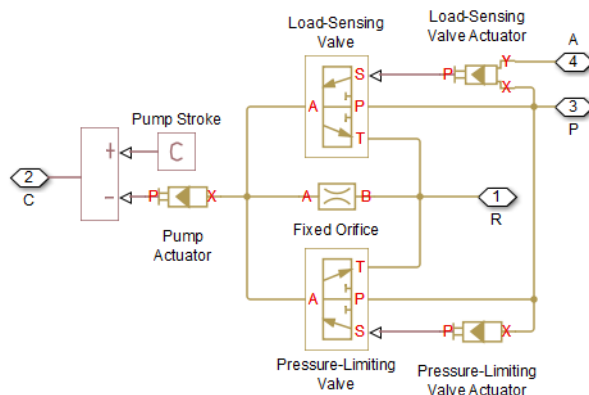 Load-Sensing
Valve
Load-Sensing
Valve Actuator
A
S
P
Y
4
X
A
P
3
P
T
Pump Stroke
+
C
2
C
-
P
X
Pump
Actuator
A
B
Fixed Orifice
1
R
T
A
P
S
P
X
Pressure-Limiting
Valve
Pressure-Limiting
Valve Actuator